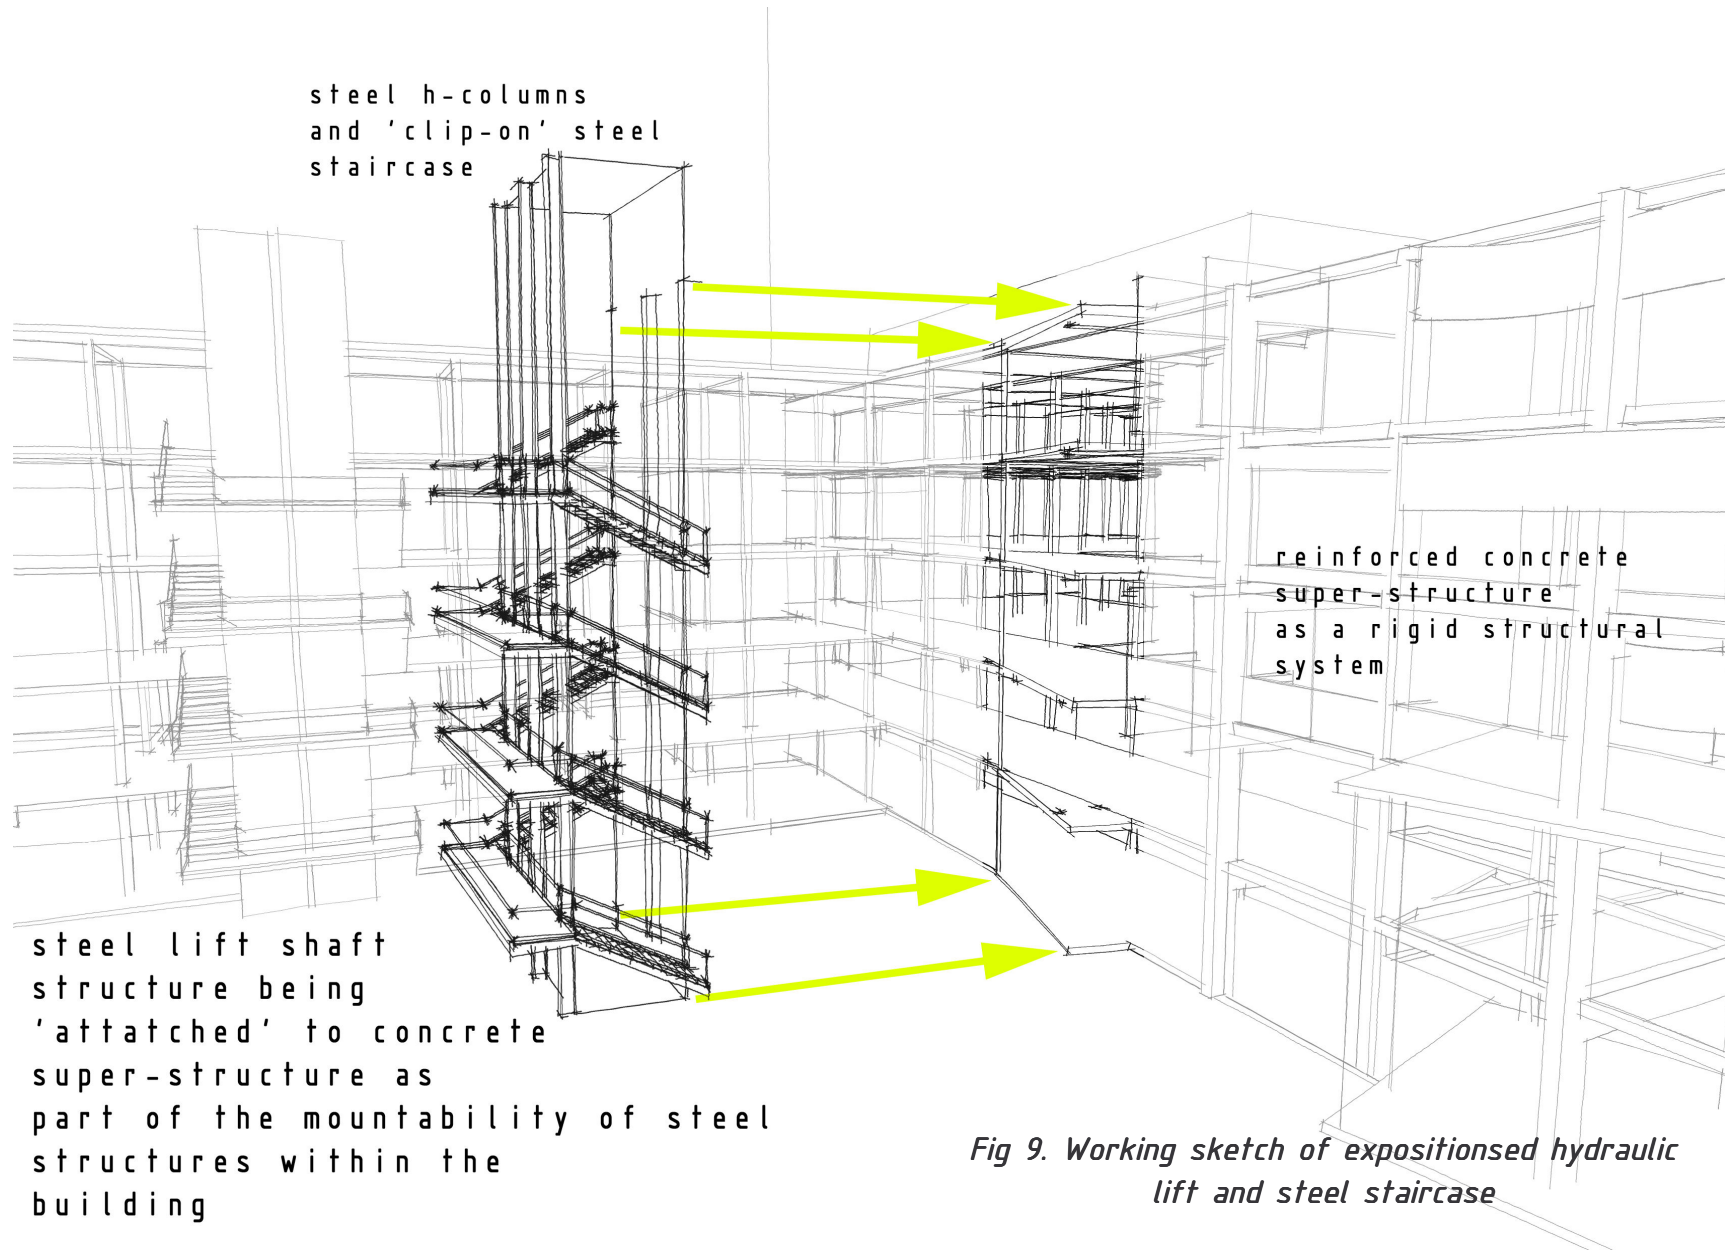 steel h-columns
and 'clip-on' steel
staircase
reinforced concrete
super-structure
as a rigid structural
system
steel lift shaft
structure being
'attatched' to concrete
super-structure as
part of the mountability of steel
structures within the
building
Fig 9. Working sketch of expositionsed hydraulic
lift and steel staircase